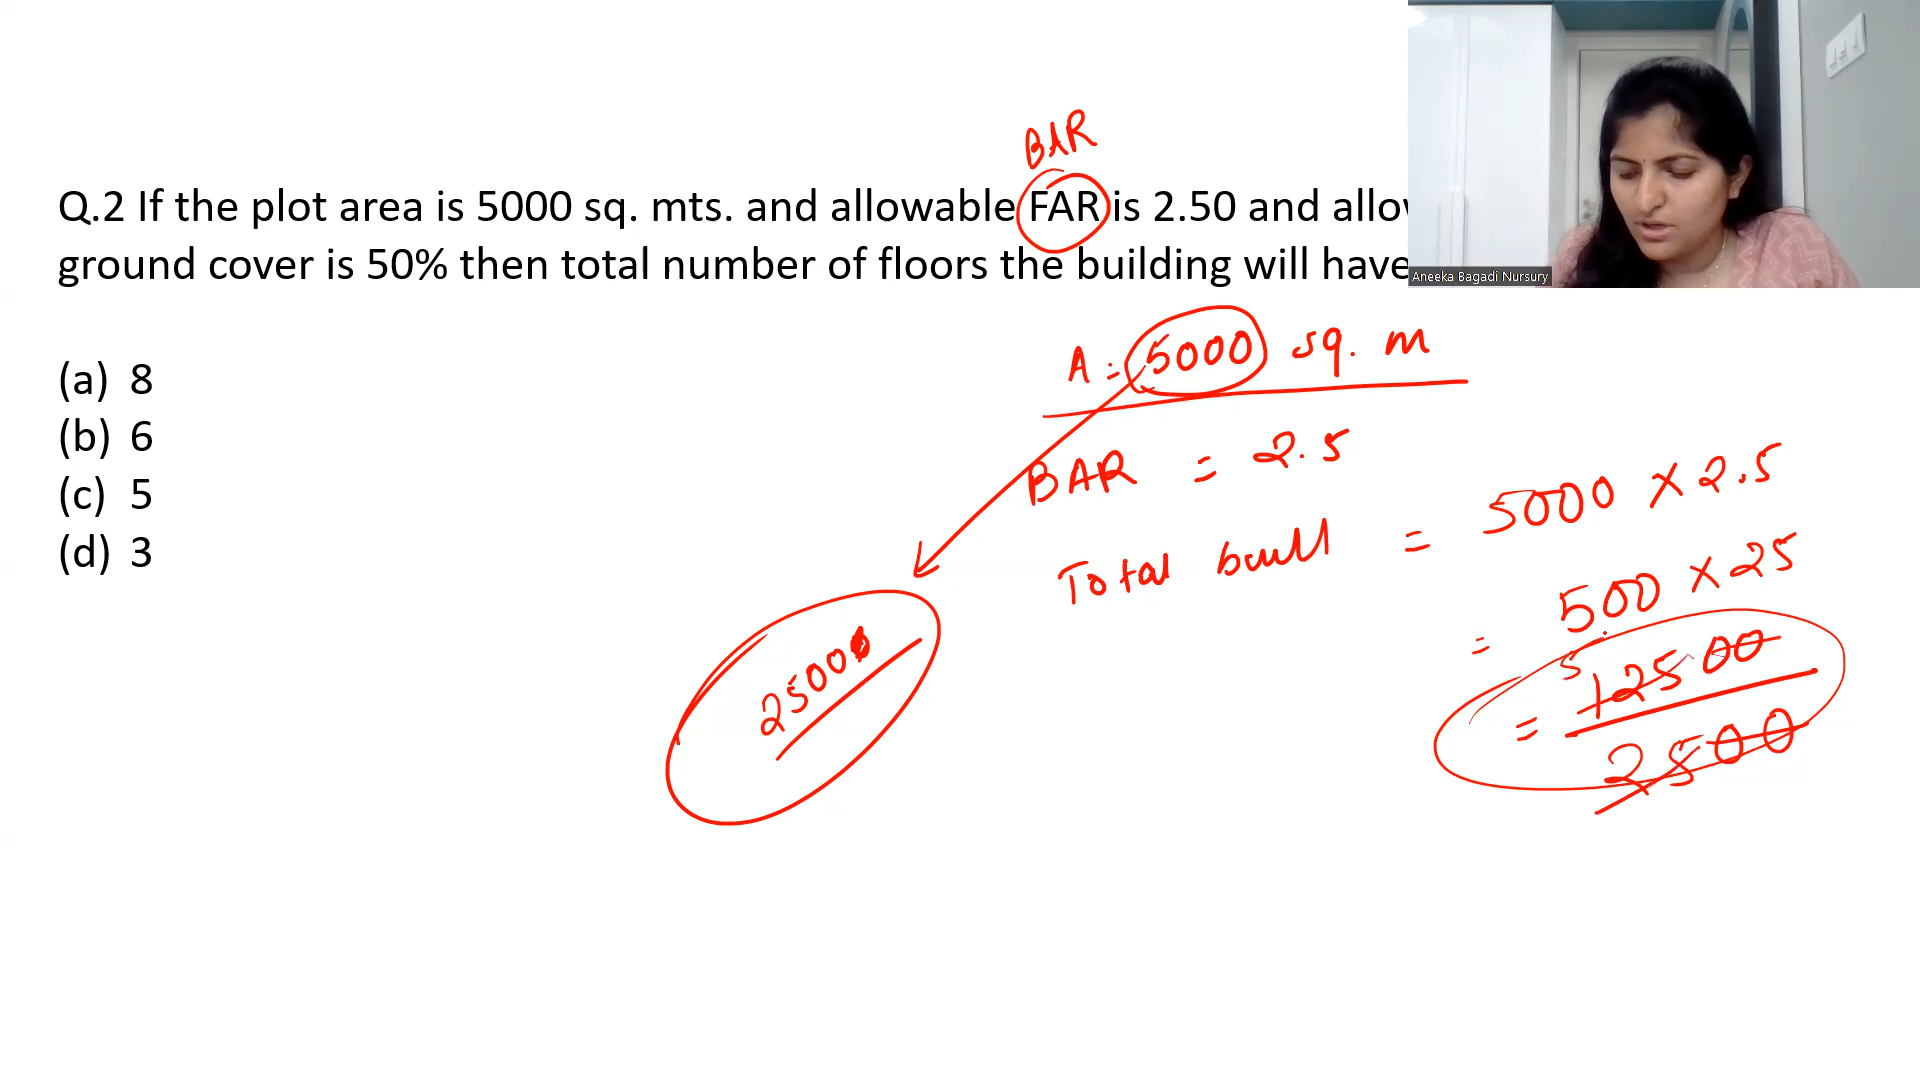 BAR
Q.2 If the plot area is 5000 sq. mts. and allowable FAR is 2.50 and allow
ground cover is 50% then total number of floors the building will have
Aneeka Bagadi Nursury
(a) 8
(b) 6
(c) 5
(d) 3
A = 5000 sq. m
BAR = 2.5
Total = 5000 × 2.5
= 500 × 25
5
= 12500
2500
2500